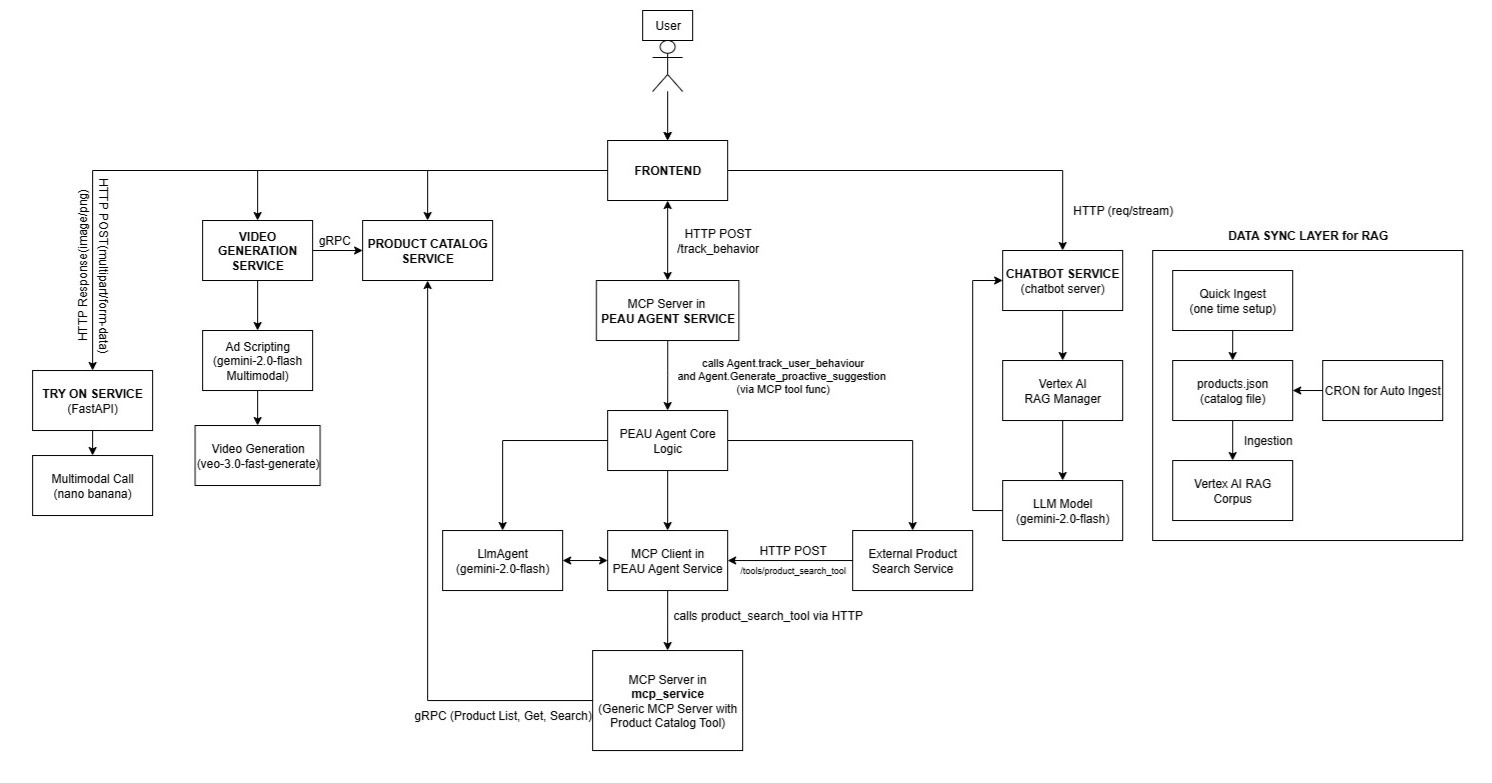 User
FRONTEND
HTTP Response(image/png)
HTTP POST(multipart/form-data)
VIDEO
GENERATION
SERVICE
gRPC
PRODUCT CATALOG
SERVICE
HTTP POST
/track_behavior
HTTP (req/stream)
DATA SYNC LAYER for RAG
CHATBOT SERVICE
(chatbot server)
Quick Ingest
(one time setup)
MCP Server in
PEAU AGENT SERVICE
Ad Scripting
(gemini-2.0-flash
Multimodal)
calls Agent.track_user_behaviour
and Agent.Generate_proactive_suggestion
(via MCP tool func)
TRY ON SERVICE
(FastAPI)
Vertex AI
RAG Manager
products.json
(catalog file)
CRON for Auto Ingest
PEAU Agent Core
Logic
Ingestion
Video Generation
(veo-3.0-fast-generate)
Multimodal Call
(nano banana)
Vertex AI RAG
Corpus
LLM Model
(gemini-2.0-flash)
LlmAgent
(gemini-2.0-flash)
MCP Client in
PEAU Agent Service
HTTP POST
/tools/product_search_tool
External Product
Search Service
calls product_search_tool via HTTP
MCP Server in
mcp_service
(Generic MCP Server with
Product Catalog Tool)
gRPC (Product List, Get, Search)